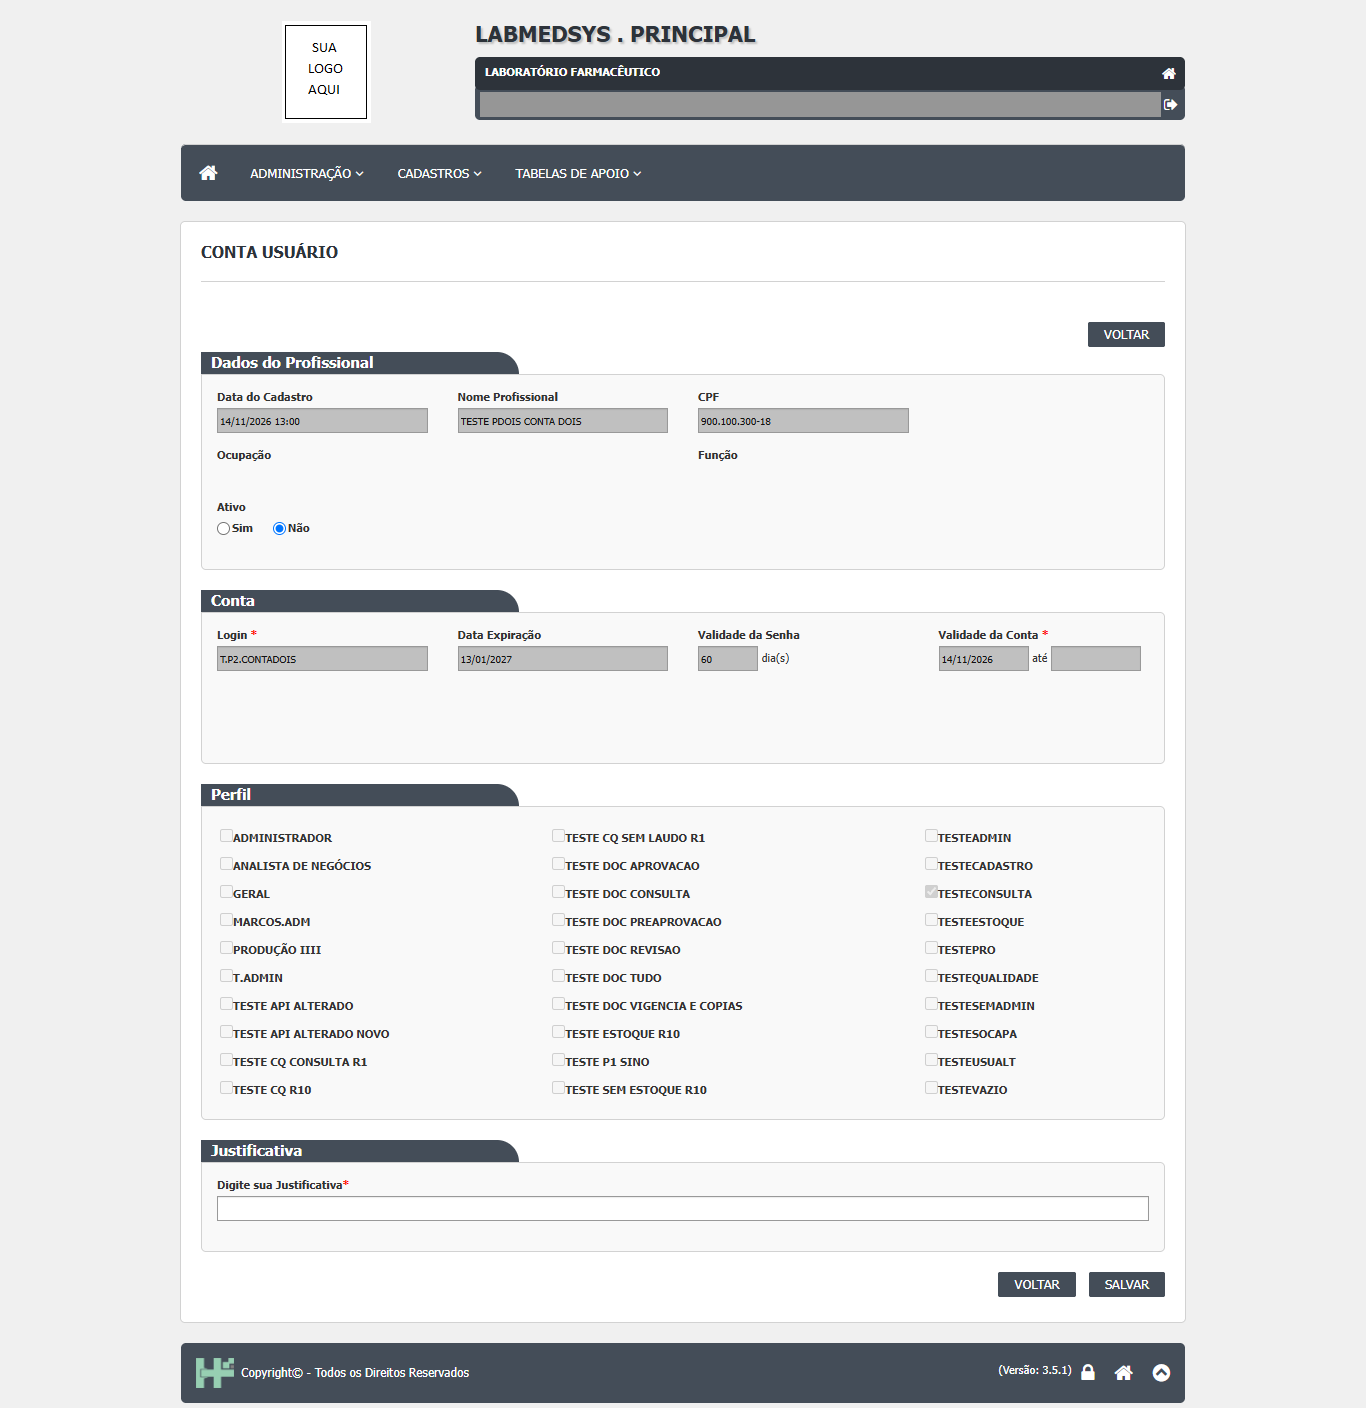 SUA
LOGO
AQUI
LABMEDSYS . PRINCIPAL
LABORATÓRIO FARMACÊUTICO
ADMINISTRAÇÃO
CADASTROS
TABELAS DE APOIO
CONTA USUÁRIO
VOLTAR
Dados do Profissional
Data do Cadastro
Nome Profissional
CPF
14/11/2026 13:00
TESTE PDOIS CONTA DOIS
900.100.300-18
Ocupação
Função
Ativo
Sim
Não
Conta
Login *
Data Expiração
Validade da Senha
Validade da Conta *
T.P2.CONTADOIS
13/01/2027
60 dia(s)
14/11/2026 até
Perfil
ADMINISTRADOR
TESTE CQ SEM LAUDO R1
TESTEADMIN
ANALISTA DE NEGÓCIOS
TESTE DOC APROVACAO
TESTECADASTRO
GERAL
TESTE DOC CONSULTA
TESTECONSULTA
MARCOS.ADM
TESTE DOC PREAPROVACAO
TESTEESTOQUE
PRODUÇÃO IIII
TESTE DOC REVISAO
TESTEPRO
T.ADMIN
TESTE DOC TUDO
TESTEQUALIDADE
TESTE API ALTERADO
TESTE DOC VIGENCIA E COPIAS
TESTESEMADMIN
TESTE API ALTERADO NOVO
TESTE ESTOQUE R10
TESTESOCAPA
TESTE CQ CONSULTA R1
TESTE P1 SINO
TESTEUSUALT
TESTE CQ R10
TESTE SEM ESTOQUE R10
TESTEVAZIO
Justificativa
Digite sua Justificativa*
VOLTAR
SALVAR
Copyright© - Todos os Direitos Reservados
(Versão: 3.5.1)